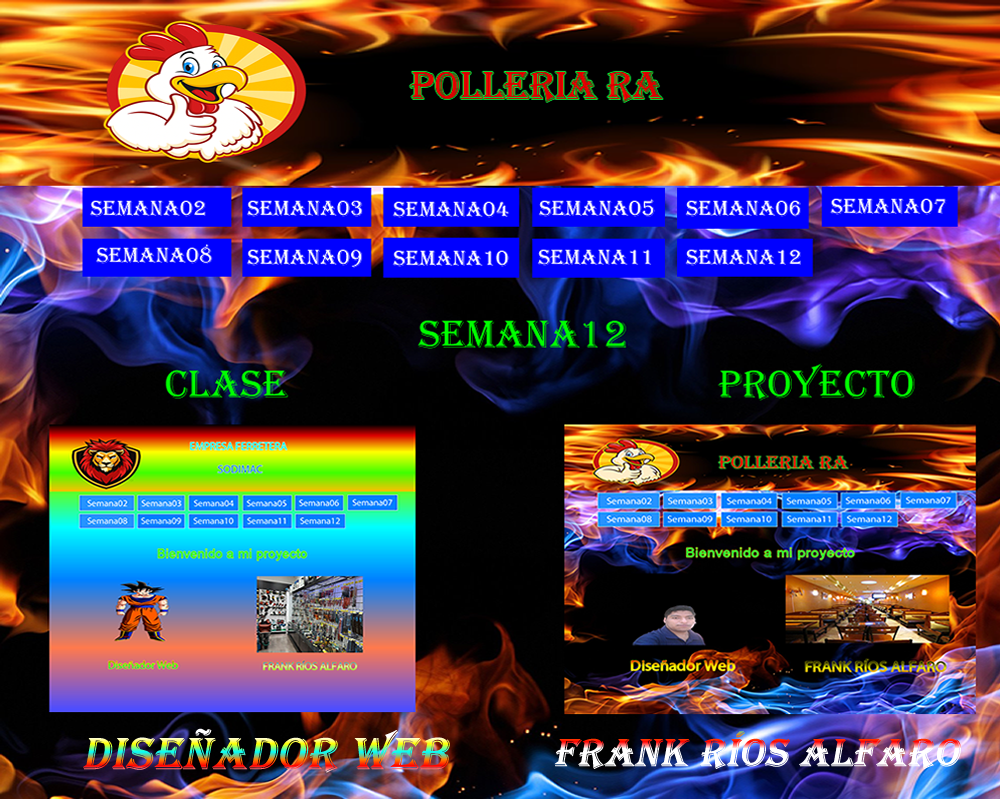 POLLERIA RA
SEMANA02 SEMANA03 SEMANA04 SEMANA05 SEMANA06 SEMANA07
SEMANA08 SEMANA09 SEMANA10 SEMANA11 SEMANA12
SEMANA12
CLASE
PROYECTO
EMPRESA FERRETERA
SODIMAC
Semana02 Semana03 Semana04 Semana05 Semana06 Semana07
Semana08 Semana09 Semana10 Semana11 Semana12
Bienvenido a mi proyecto
Diseñador Web FRANK RÍOS ALFARO
POLLERIA RA
Semana02 Semana03 Semana04 Semana05 Semana06 Semana07
Semana08 Semana09 Semana10 Semana11 Semana12
Bienvenido a mi proyecto
Diseñador Web FRANK RÍOS ALFARO
DISEÑADOR WEB FRANK RÍOS ALFARO